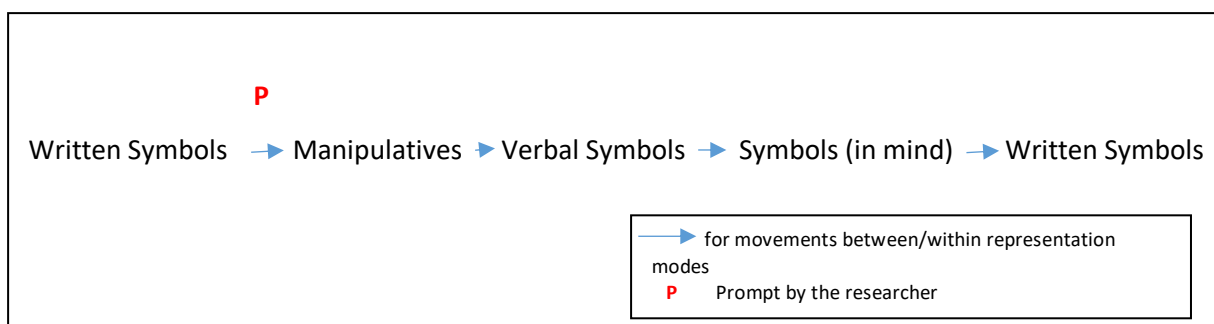 P
Written Symbols Manipulatives Verbal Symbols Symbols (in mind) Written Symbols
for movements between/within representation
modes
P Prompt by the researcher